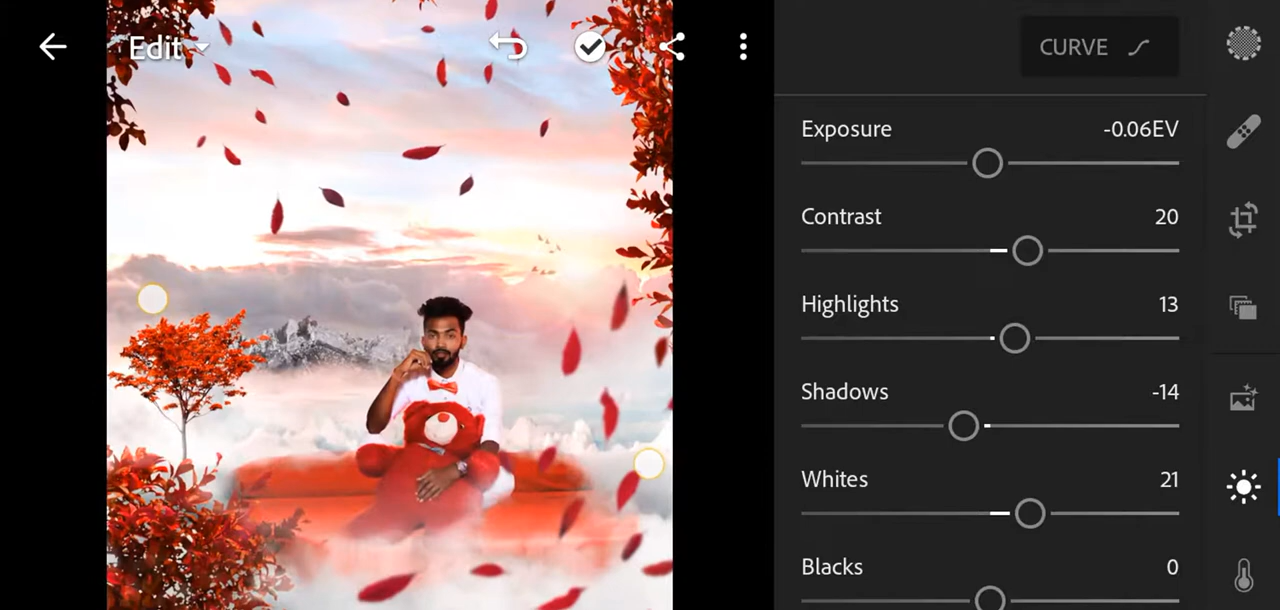 Edit
CURVE
Exposure -0.06EV
Contrast 20
Highlights 13
Shadows -14
Whites 21
Blacks 0